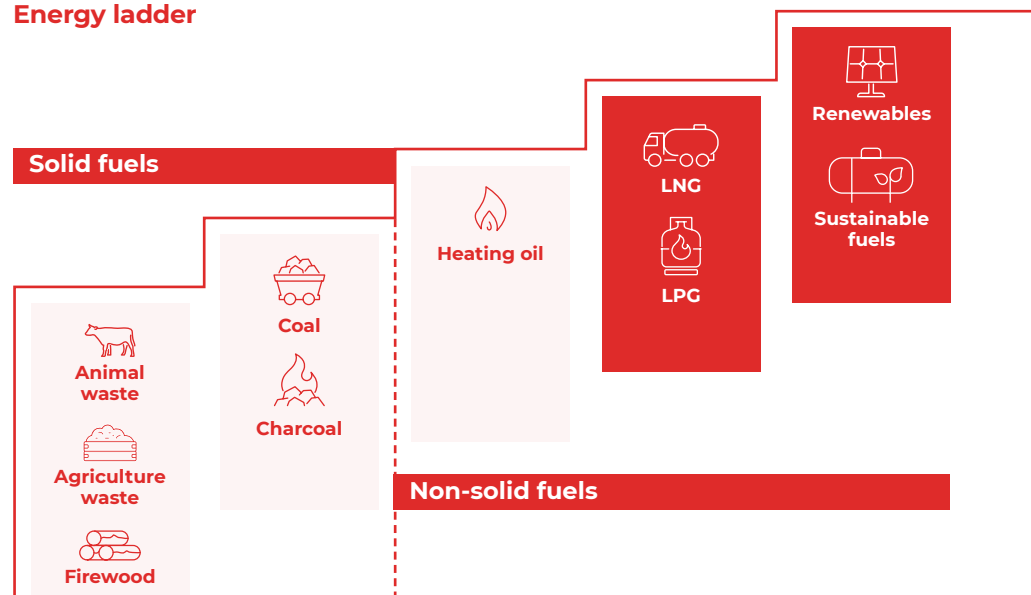 Energy ladder
Solid fuels
Animal
waste
Agriculture
waste
Firewood
Coal
Charcoal
Heating oil
LNG
LPG
Renewables
Sustainable
fuels
Non-solid fuels